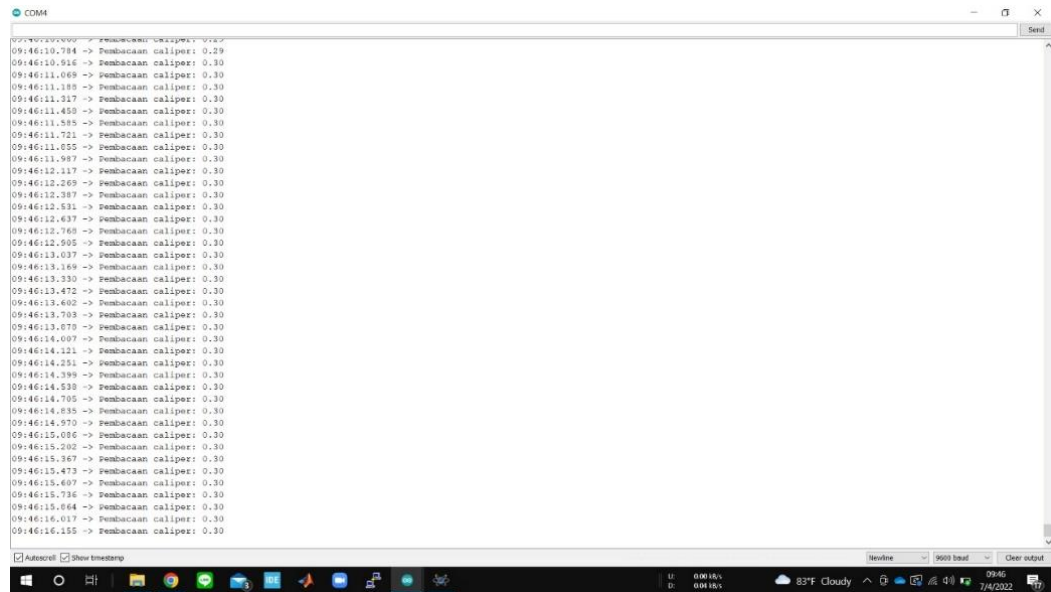 COM4
Send
09:46:10.784 -> Pembacaan caliper: 0.29
09:46:10.916 -> Pembacaan caliper: 0.30
09:46:11.069 -> Pembacaan caliper: 0.30
09:46:11.188 -> Pembacaan caliper: 0.30
09:46:11.317 -> Pembacaan caliper: 0.30
09:46:11.458 -> Pembacaan caliper: 0.30
09:46:11.585 -> Pembacaan caliper: 0.30
09:46:11.721 -> Pembacaan caliper: 0.30
09:46:11.855 -> Pembacaan caliper: 0.30
09:46:11.987 -> Pembacaan caliper: 0.30
09:46:12.117 -> Pembacaan caliper: 0.30
09:46:12.269 -> Pembacaan caliper: 0.30
09:46:12.387 -> Pembacaan caliper: 0.30
09:46:12.531 -> Pembacaan caliper: 0.30
09:46:12.637 -> Pembacaan caliper: 0.30
09:46:12.768 -> Pembacaan caliper: 0.30
09:46:12.905 -> Pembacaan caliper: 0.30
09:46:13.037 -> Pembacaan caliper: 0.30
09:46:13.169 -> Pembacaan caliper: 0.30
09:46:13.330 -> Pembacaan caliper: 0.30
09:46:13.472 -> Pembacaan caliper: 0.30
09:46:13.602 -> Pembacaan caliper: 0.30
09:46:13.703 -> Pembacaan caliper: 0.30
09:46:13.878 -> Pembacaan caliper: 0.30
09:46:14.007 -> Pembacaan caliper: 0.30
09:46:14.121 -> Pembacaan caliper: 0.30
09:46:14.251 -> Pembacaan caliper: 0.30
09:46:14.399 -> Pembacaan caliper: 0.30
09:46:14.538 -> Pembacaan caliper: 0.30
09:46:14.705 -> Pembacaan caliper: 0.30
09:46:14.835 -> Pembacaan caliper: 0.30
09:46:14.970 -> Pembacaan caliper: 0.30
09:46:15.086 -> Pembacaan caliper: 0.30
09:46:15.202 -> Pembacaan caliper: 0.30
09:46:15.367 -> Pembacaan caliper: 0.30
09:46:15.473 -> Pembacaan caliper: 0.30
09:46:15.607 -> Pembacaan caliper: 0.30
09:46:15.736 -> Pembacaan caliper: 0.30
09:46:15.864 -> Pembacaan caliper: 0.30
09:46:16.017 -> Pembacaan caliper: 0.30
09:46:16.155 -> Pembacaan caliper: 0.30
Autoscroll Show timestamp Newline 9600 baud Clear output
IDE
U: 0.00 kB/s
D: 0.04 kB/s
83°F Cloudy
09:46
7/4/2022
17